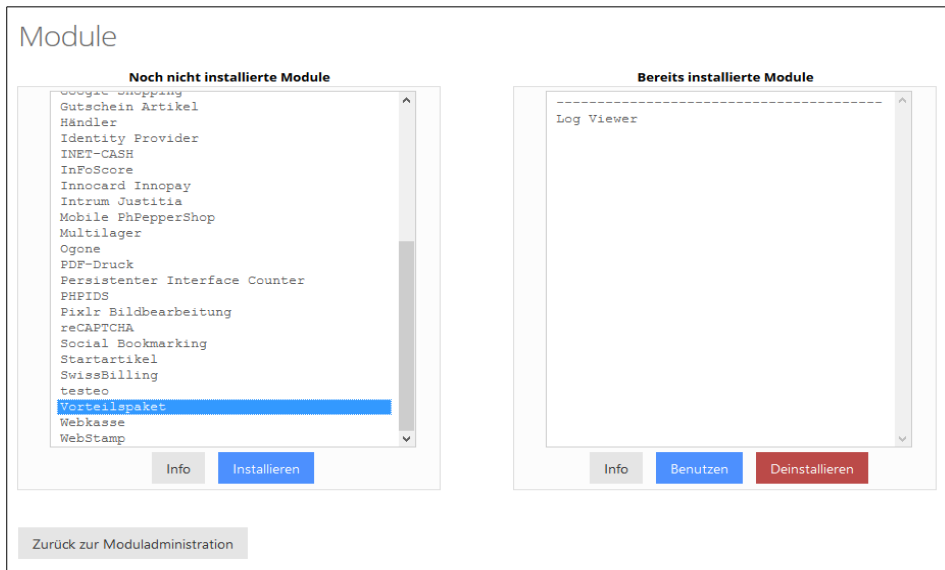 Module
Noch nicht installierte Module
Google Shopping
Gutschein Artikel
Händler
Identity Provider
INET-CASH
InFoScore
Innocard Innopay
Intrum Justitia
Mobile PhPepperShop
Multilager
Ogone
PDF-Druck
Persistenter Interface Counter
PHPIDS
Pixlr Bildbearbeitung
reCAPTCHA
Social Bookmarking
Startartikel
SwissBilling
testeo
Vorteilspaket
Webkasse
WebStamp
Info
Installieren
Bereits installierte Module
----------------------------------------
Log Viewer
Info
Benutzen
Deinstallieren
Zurück zur Moduladministration